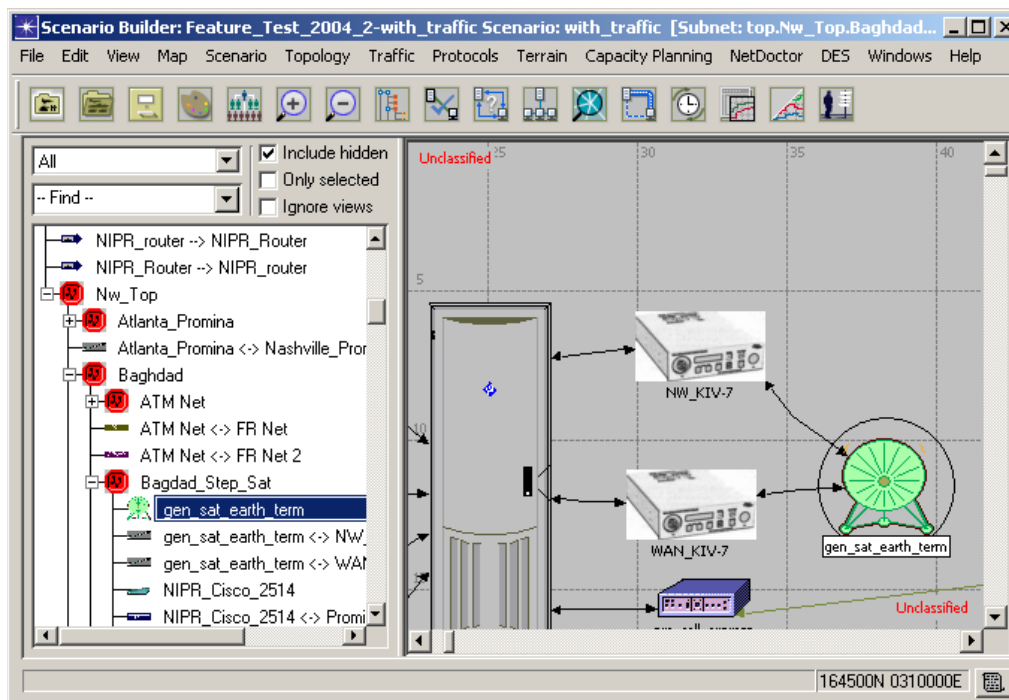 Scenario Builder: Feature_Test_2004_2-with_traffic Scenario: with_traffic [Subnet: top.Nw_Top.Baghdad...
File Edit View Map Scenario Topology Traffic Protocols Terrain Capacity Planning NetDoctor DES Windows Help
All
Include hidden
Only selected
-- Find --
Ignore views
NIPR_router --> NIPR_Router
NIPR_Router --> NIPR_router
Nw_Top
Atlanta_Promina
Atlanta_Promina <-> Nashville_Pror
Baghdad
ATM Net
ATM Net <-> FR Net
ATM Net <-> FR Net 2
Bagdad_Step_Sat
gen_sat_earth_term
gen_sat_earth_term <-> NW_
gen_sat_earth_term <-> WAN
NIPR_Cisco_2514
NIPR_Cisco_2514 <-> Promi
Unclassified
25 30 35 40
5
NW_KIV-7
10
WAN_KIV-7
gen_sat_earth_term
Unclassified
164500N 0310000E